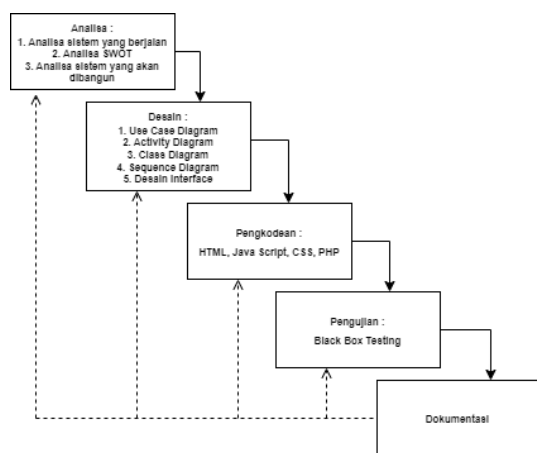 Analisa :
1. Analisa sistem yang berjalan
2. Analisa SWOT
3. Analisa sistem yang akan
dibangun
Desain :
1. Use Case Diagram
2. Activity Diagram
3. Class Diagram
4. Sequence Diagram
5. Desain Interface
Pengkodean :
HTML, Java Script, CSS, PHP
Pengujian :
Black Box Testing
Dokumentasi